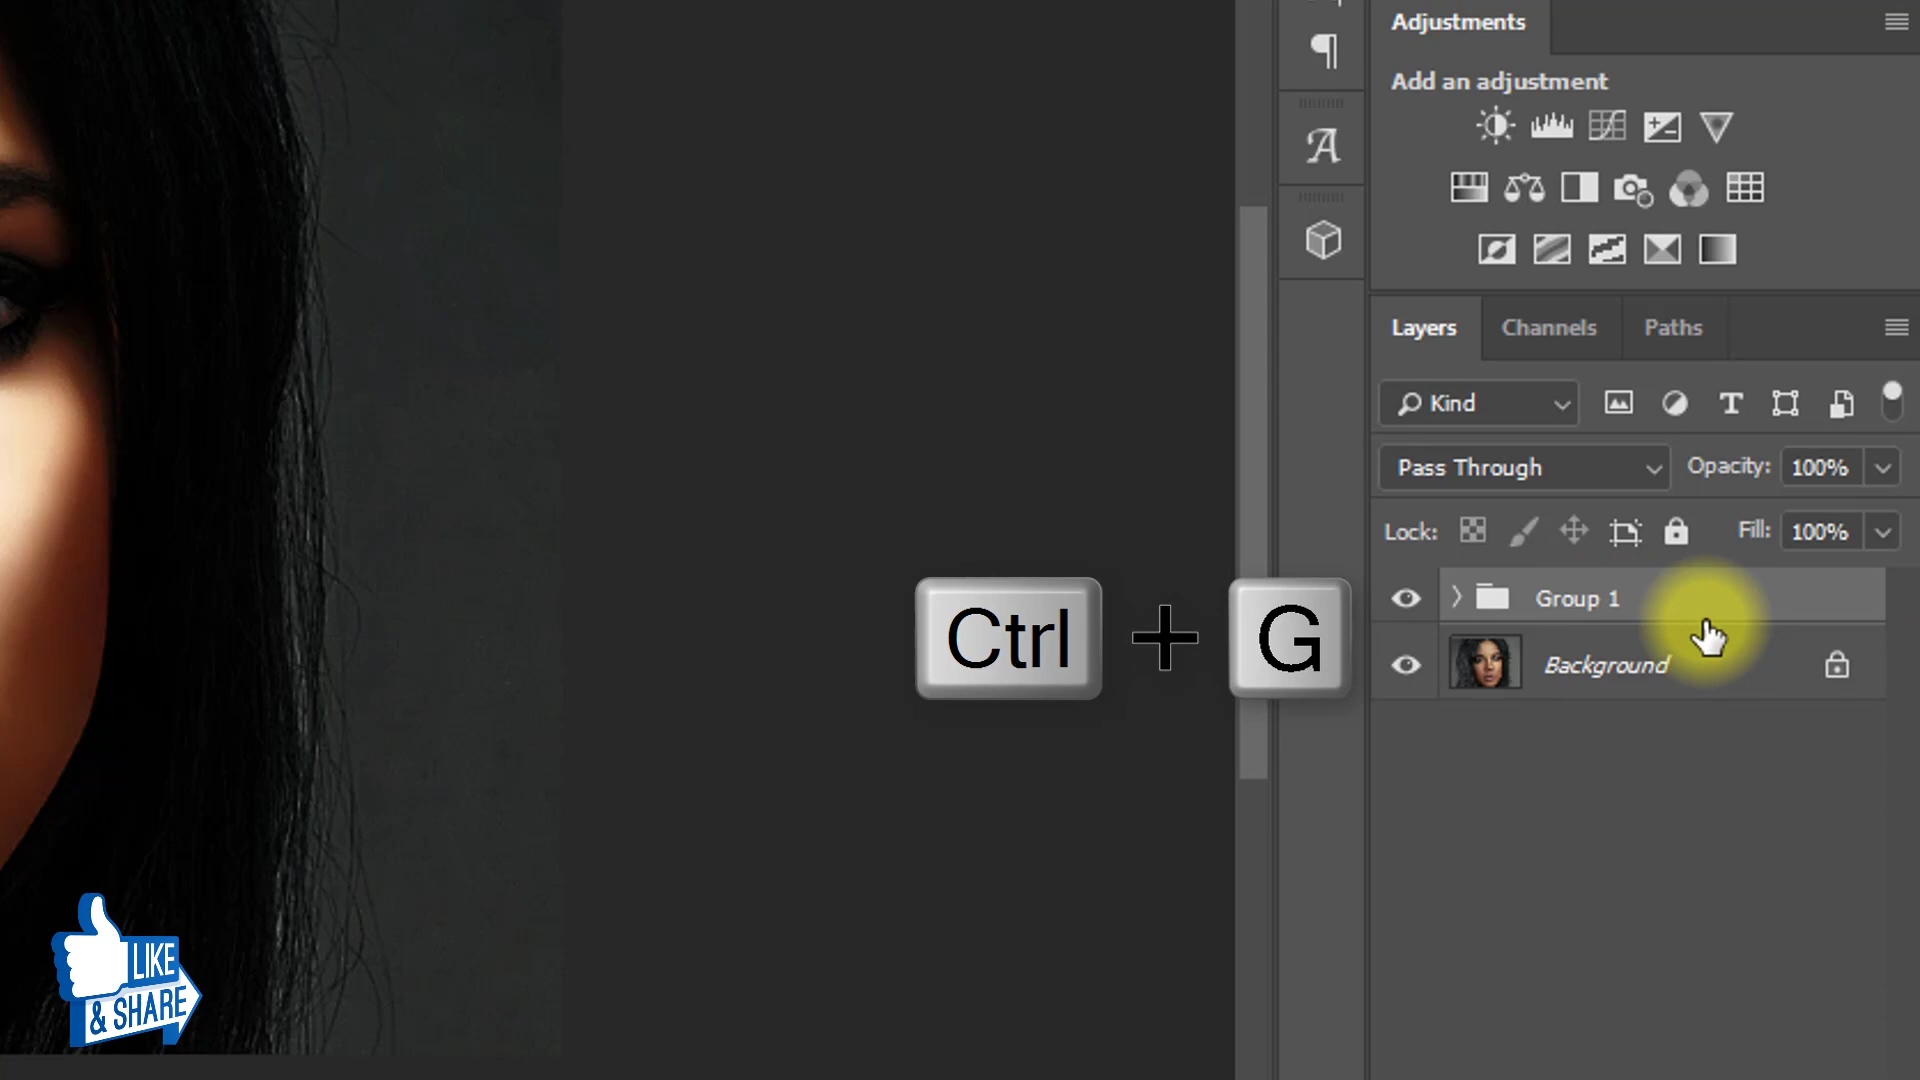 Adjustments
Add an adjustment
A
Layers Channels Paths
Kind T
Pass Through Opacity: 100%
Lock: Fill: 100%
Group 1
Ctrl + G
Background
LIKE
& SHARE